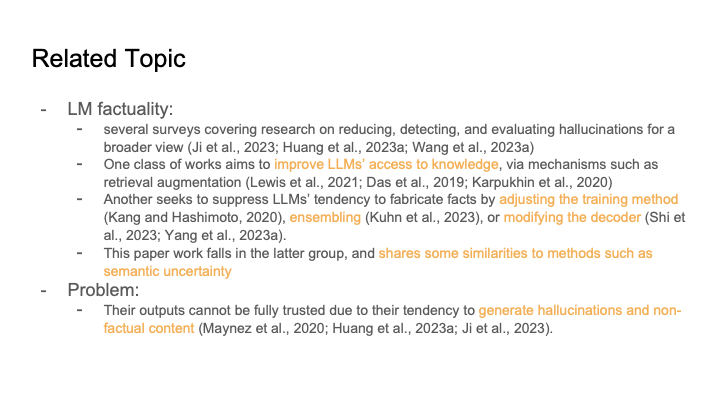 Related Topic
- LM factuality:
- several surveys covering research on reducing, detecting, and evaluating hallucinations for a
broader view (Ji et al., 2023; Huang et al., 2023a; Wang et al., 2023a)
- One class of works aims to improve LLMs' access to knowledge, via mechanisms such as
retrieval augmentation (Lewis et al., 2021; Das et al., 2019; Karpukhin et al., 2020)
- Another seeks to suppress LLMs' tendency to fabricate facts by adjusting the training method
(Kang and Hashimoto, 2020), ensembling (Kuhn et al., 2023), or modifying the decoder (Shi et
al., 2023; Yang et al., 2023a).
- This paper work falls in the latter group, and shares some similarities to methods such as
semantic uncertainty
- Problem:
- Their outputs cannot be fully trusted due to their tendency to generate hallucinations and non-
factual content (Maynez et al., 2020; Huang et al., 2023a; Ji et al., 2023).